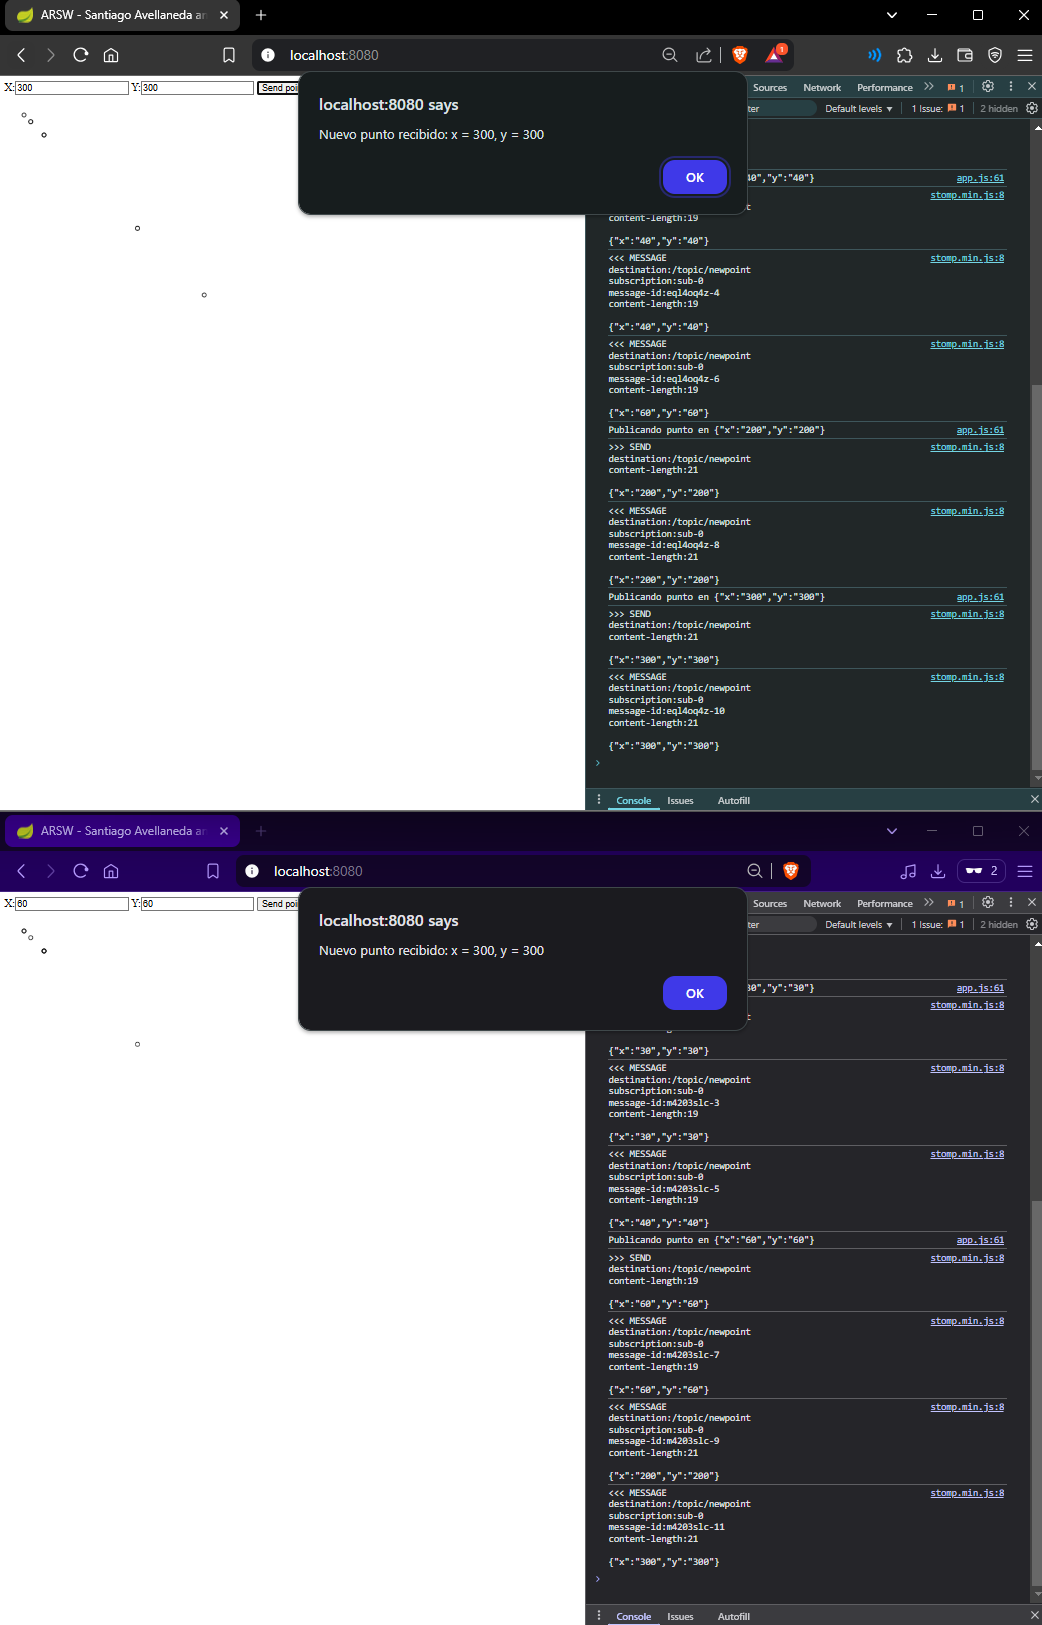 ARSW - Santiago Avellaneda an
localhost:8080
1
X: 300 Y: 300 Send poi
localhost:8080 says
Nuevo punto recibido: x = 300, y = 300
OK
Sources Network Performance 1
ter Default levels 1 Issue: 1 2 hidden
40","y":"40"} app.js:61
stomp.min.js:8
content-length:19
{"x":"40","y":"40"}
<<< MESSAGE stomp.min.js:8
destination:/topic/newpoint
subscription:sub-0
message-id:eql4oq4z-4
content-length:19
{"x":"40","y":"40"}
<<< MESSAGE stomp.min.js:8
destination:/topic/newpoint
subscription:sub-0
message-id:eql4oq4z-6
content-length:19
{"x":"60","y":"60"}
Publicando punto en {"x":"200","y":"200"} app.js:61
>>> SEND stomp.min.js:8
destination:/topic/newpoint
content-length:21
{"x":"200","y":"200"}
<<< MESSAGE stomp.min.js:8
destination:/topic/newpoint
subscription:sub-0
message-id:eql4oq4z-8
content-length:21
{"x":"200","y":"200"}
Publicando punto en {"x":"300","y":"300"} app.js:61
>>> SEND stomp.min.js:8
destination:/topic/newpoint
content-length:21
{"x":"300","y":"300"}
<<< MESSAGE stomp.min.js:8
destination:/topic/newpoint
subscription:sub-0
message-id:eql4oq4z-10
content-length:21
{"x":"300","y":"300"}
Console Issues Autofill
ARSW - Santiago Avellaneda an
localhost:8080
2
X: 60 Y: 60 Send poi
localhost:8080 says
Nuevo punto recibido: x = 300, y = 300
OK
Sources Network Performance 1
ter Default levels 1 Issue: 1 2 hidden
30","y":"30"} app.js:61
stomp.min.js:8
{"x":"30","y":"30"}
<<< MESSAGE stomp.min.js:8
destination:/topic/newpoint
subscription:sub-0
message-id:m4203slc-3
content-length:19
{"x":"30","y":"30"}
<<< MESSAGE stomp.min.js:8
destination:/topic/newpoint
subscription:sub-0
message-id:m4203slc-5
content-length:19
{"x":"40","y":"40"}
Publicando punto en {"x":"60","y":"60"} app.js:61
>>> SEND stomp.min.js:8
destination:/topic/newpoint
content-length:19
{"x":"60","y":"60"}
<<< MESSAGE stomp.min.js:8
destination:/topic/newpoint
subscription:sub-0
message-id:m4203slc-7
content-length:19
{"x":"60","y":"60"}
<<< MESSAGE stomp.min.js:8
destination:/topic/newpoint
subscription:sub-0
message-id:m4203slc-9
content-length:21
{"x":"200","y":"200"}
<<< MESSAGE stomp.min.js:8
destination:/topic/newpoint
subscription:sub-0
message-id:m4203slc-11
content-length:21
{"x":"300","y":"300"}
Console Issues Autofill